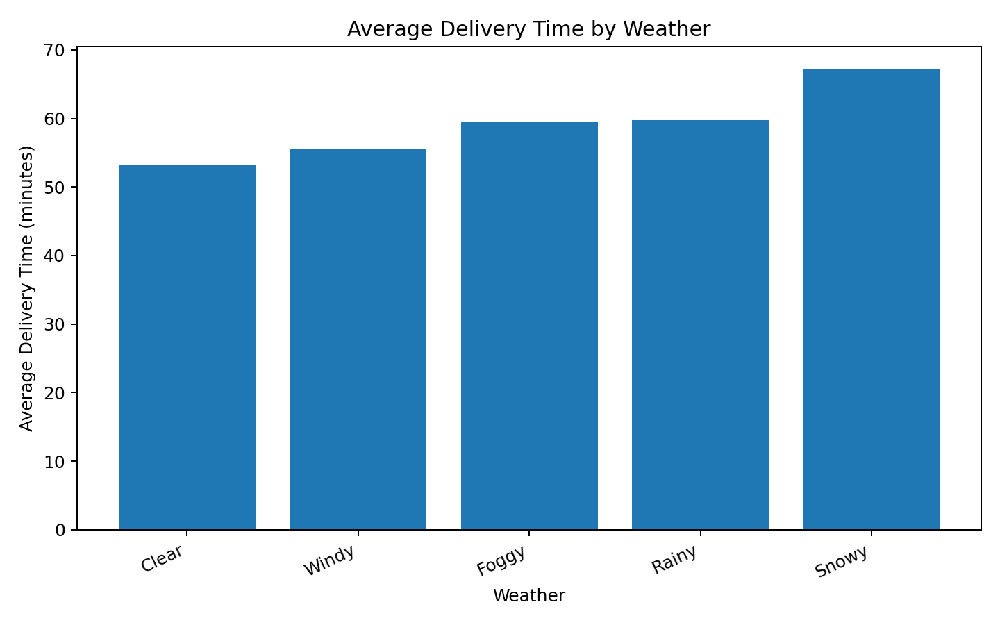 Average Delivery Time by Weather
Average Delivery Time (minutes)
70
60
50
40
30
20
10
0
Clear
Windy
Foggy
Rainy
Snowy
Weather